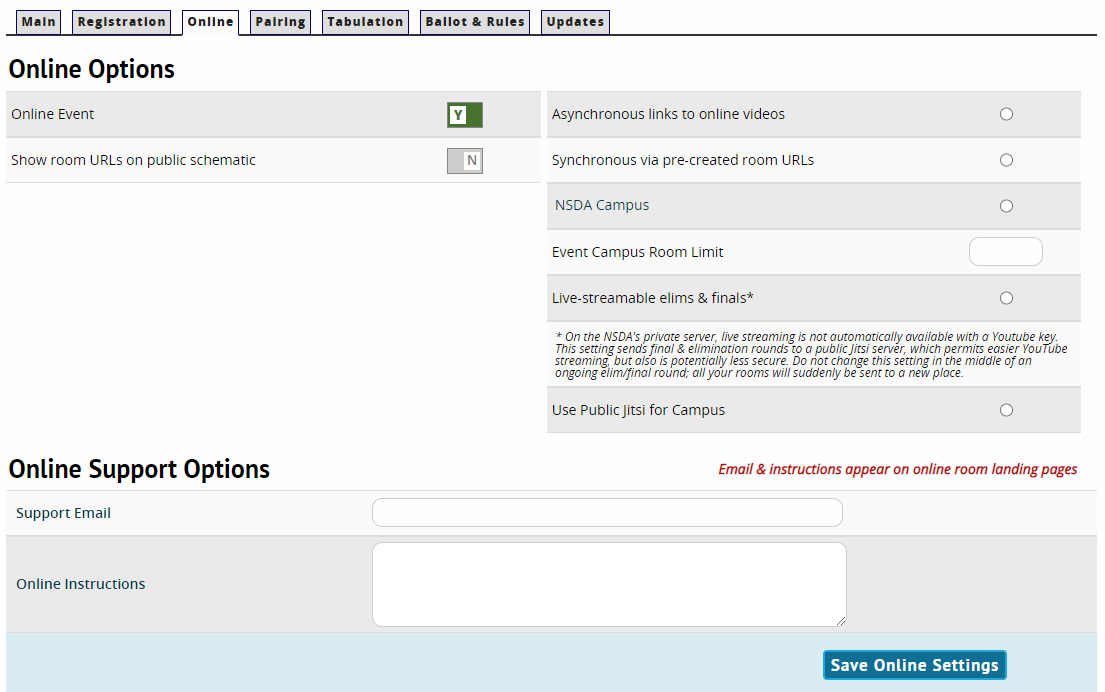 Main Registration Online Pairing Tabulation Ballot & Rules Updates
Online Options
Online Event Y
Show room URLs on public schematic N
Asynchronous links to online videos
Synchronous via pre-created room URLs
NSDA Campus
Event Campus Room Limit
Live-streamable elims & finals*
* On the NSDA's private server, live streaming is not automatically available with a Youtube key.
This setting sends final & elimination rounds to a public Jitsi server, which permits easier YouTube
streaming, but also is potentially less secure. Do not change this setting in the middle of an
ongoing elim/final round; all your rooms will suddenly be sent to a new place.
Use Public Jitsi for Campus
Online Support Options
Email & instructions appear on online room landing pages
Support Email
Online Instructions
Save Online Settings